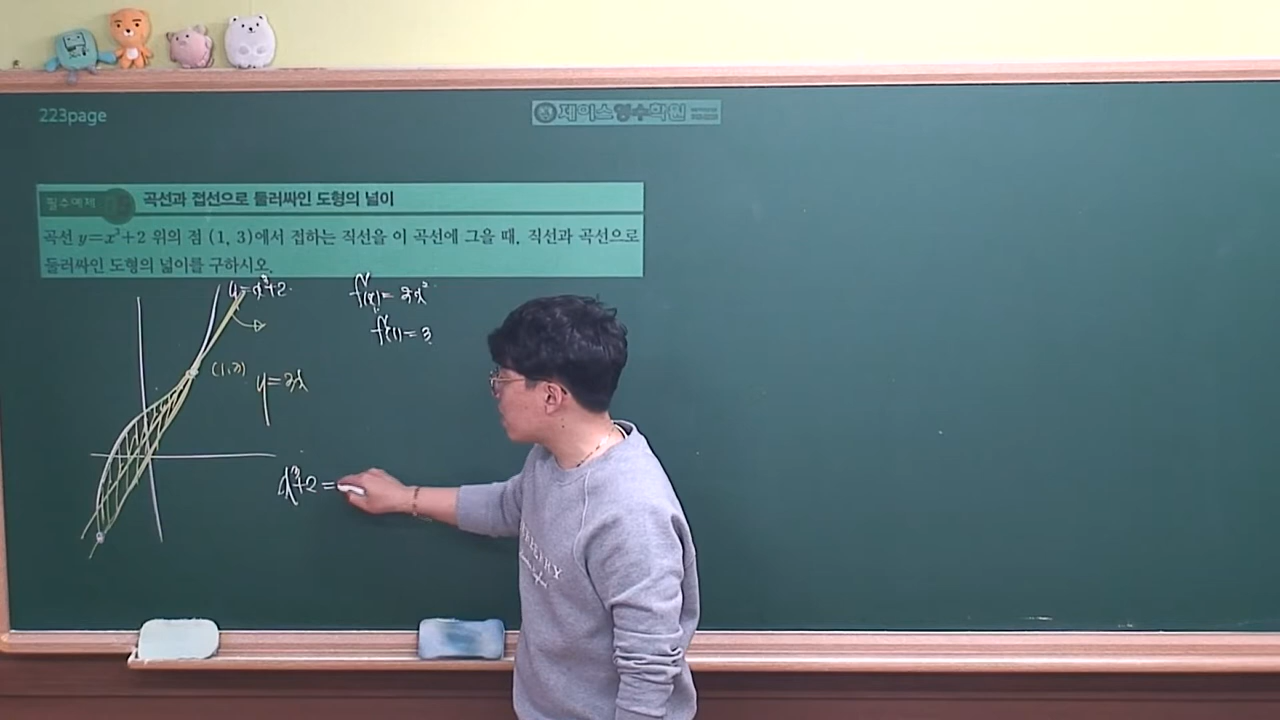 223page
제이스영수학원
필수예제
곡선과 접선으로 둘러싸인 도형의 넓이
곡선 y=x³+2 위의 점 (1, 3)에서 접하는 직선을 이 곡선에 그을 때, 직선과 곡선으로
둘러싸인 도형의 넓이를 구하시오.
y=x³+2
f'(x)=3x²
f'(1)=3
(1,3)
y=3x
x³+2=